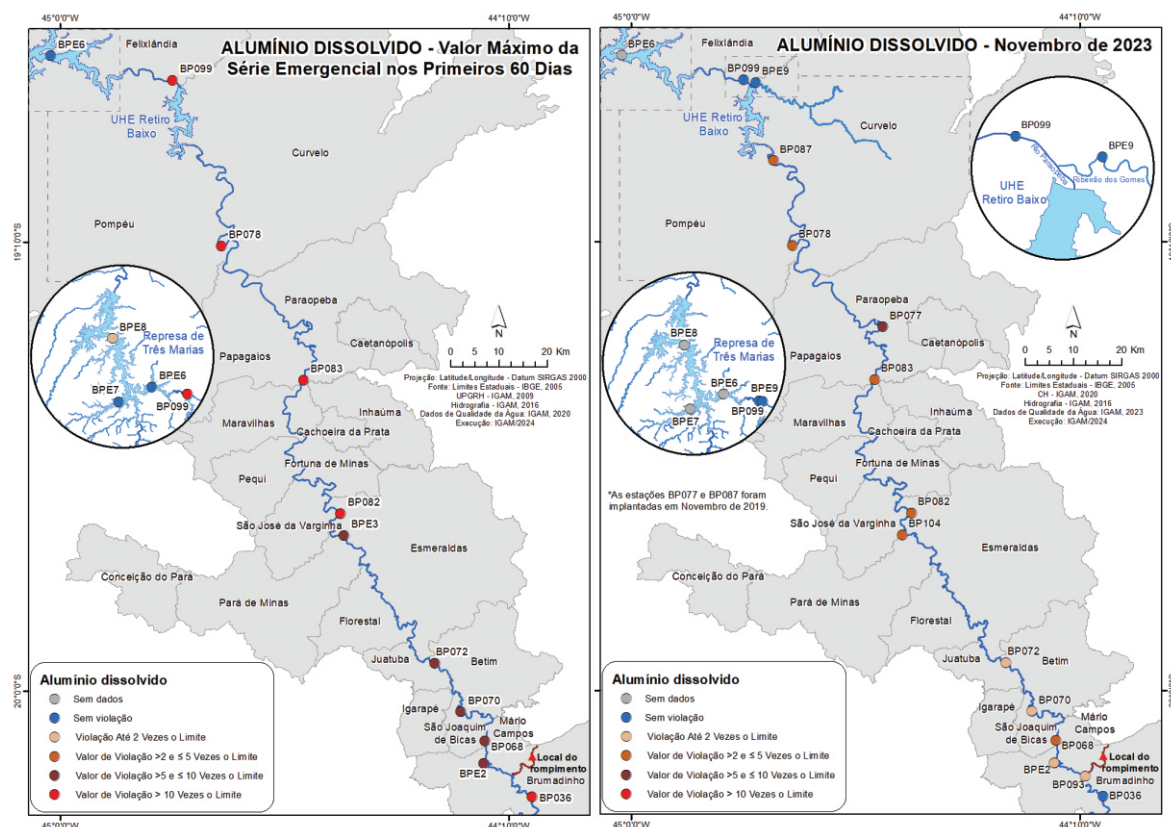 45°0'0"W
44°10'0"W
ALUMÍNIO DISSOLVIDO - Valor Máximo da
Série Emergencial nos Primeiros 60 Dias
BPE6
Felixlândia
BP099
UHE Retiro
Baixo
Curvelo
Pompéu
19°10'0"S
BP078
Paraopeba
BPE8
Represa de
Três Marias
BPE6
BPE7
BP099
Papagaios
Caetanópolis
BP083
N
0 5 10 20 Km
Projeção: Latitude/Longitude - Datum SIRGAS 2000
Fonte: Limites Estaduais - IBGE, 2005
UPGRH - IGAM, 2009
Hidrografia - IGAM, 2016
Dados de Qualidade da Água: IGAM, 2020
Execução: IGAM/2024
Inhaúma
Maravilhas
Cachoeira da Prata
Fortuna de Minas
Pequi
BP082
São José da Varginha
BPE3
Esmeraldas
Conceição do Pará
Pará de Minas
Florestal
BP072
Juatuba
Betim
20°0'0"S
Igarapé
BP070
Mário
Campos
São Joaquim
de Bicas
BP068
Local do
rompimento
BPE2
Brumadinho
BP036
Alumínio dissolvido
Sem dados
Sem violação
Violação Até 2 Vezes o Limite
Valor de Violação >2 e ≤ 5 Vezes o Limite
Valor de Violação >5 e ≤ 10 Vezes o Limite
Valor de Violação > 10 Vezes o Limite
45°0'0"W
44°10'0"W
45°0'0"W
44°10'0"W
ALUMÍNIO DISSOLVIDO - Novembro de 2023
BPE6
Felixlândia
BP099
BPE9
UHE Retiro
Baixo
Curvelo
BP087
BP099
BPE9
Rio Paraopeba
Ribeirão dos Gomes
UHE
Retiro Baixo
Pompéu
BP078
Paraopeba
BP077
BPE8
Represa de
Três Marias
BPE6
BPE9
BPE7
BP099
Papagaios
Caetanópolis
BP083
N
0 5 10 20 Km
Projeção: Latitude/Longitude - Datum SIRGAS 2000
Fonte: Limites Estaduais - IBGE, 2005
CH - IGAM, 2020
Hidrografia - IGAM, 2016
Dados de Qualidade da Água: IGAM, 2023
Execução: IGAM/2024
Inhaúma
Maravilhas
Cachoeira da Prata
Fortuna de Minas
Pequi
*As estações BP077 e BP087 foram
implantadas em Novembro de 2019.
BP082
São José da Varginha
BP104
Esmeraldas
Conceição do Pará
Pará de Minas
Florestal
BP072
Juatuba
Betim
Igarapé
BP070
Mário
Campos
São Joaquim
de Bicas
BP068
Local do
rompimento
BPE2
Brumadinho
BP093
BP036
Alumínio dissolvido
Sem dados
Sem violação
Violação Até 2 Vezes o Limite
Valor de Violação >2 e ≤ 5 Vezes o Limite
Valor de Violação >5 e ≤ 10 Vezes o Limite
Valor de Violação > 10 Vezes o Limite
45°0'0"W
44°10'0"W